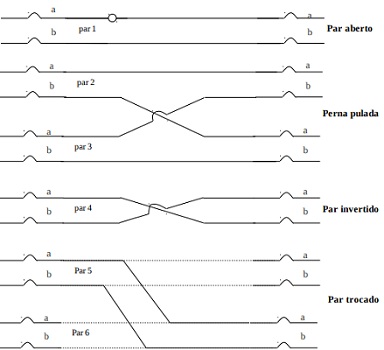 a a
par 1 Par aberto
b b
a a
par 2
b b
Perna pulada
a a
par 3
b b
a a
par 4 Par invertido
b b
a a
Par 5
b b
Par trocado
a a
Par 6
b b